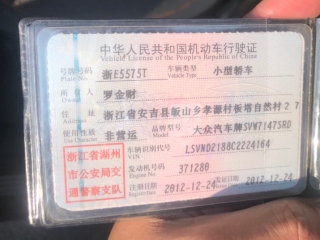 中华人民共和国机动车行驶证
Vehicle License of the People's Republic of China
号牌号码 浙E5575T 车辆类型 小型轿车
Plate No. Vehicle Type
所有人 罗金财
Owner
住址 浙江省安吉县皈山乡孝源村板塔自然村27
Address
使用性质 非营运 品牌型号 大众汽车牌SVW7147SRD
Use Character Model
浙江省湖州
市公安局交
通警察支队
车辆识别代号 LSVND2188C2224164
VIN
发动机号码 371280
Engine No.
注册日期 2012-12-24 发证日期 2012-12-24
Register Date Issue Date